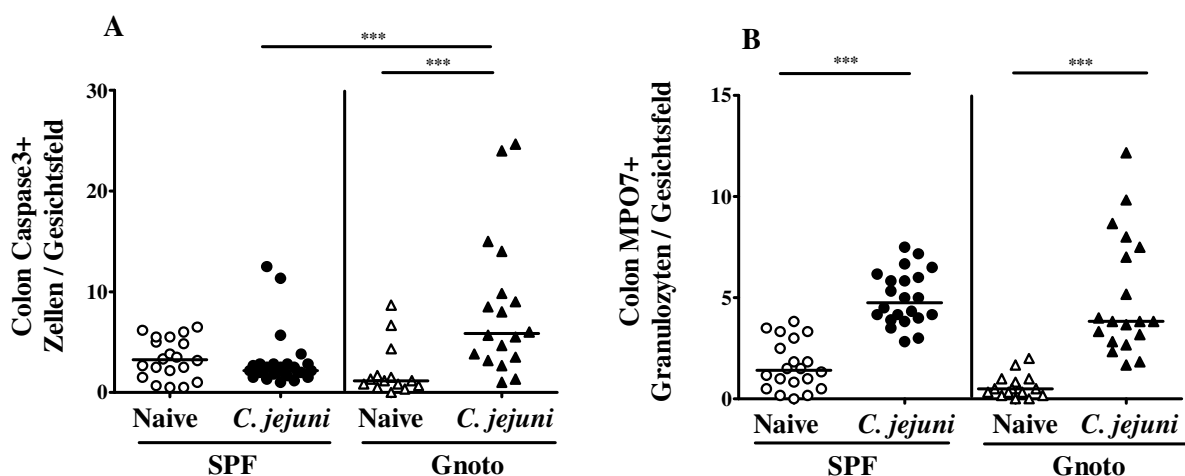 A
***
***
Colon Caspase3+
Zellen / Gesichtsfeld
30
20
10
0
Naive
C. jejuni
Naive
C. jejuni
SPF
Gnoto
B
***
***
Colon MPO7+
Granulozyten / Gesichtsfeld
15
10
5
0
Naive
C. jejuni
Naive
C. jejuni
SPF
Gnoto